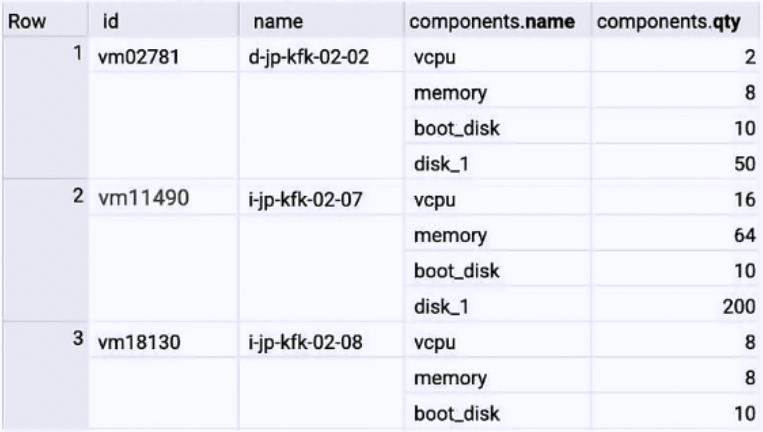 Row id name components.name components.qty
1 vm02781 d-jp-kfk-02-02 vcpu 2
memory 8
boot_disk 10
disk_1 50
2 vm11490 i-jp-kfk-02-07 vcpu 16
memory 64
boot_disk 10
disk_1 200
3 vm18130 i-jp-kfk-02-08 vcpu 8
memory 8
boot_disk 10